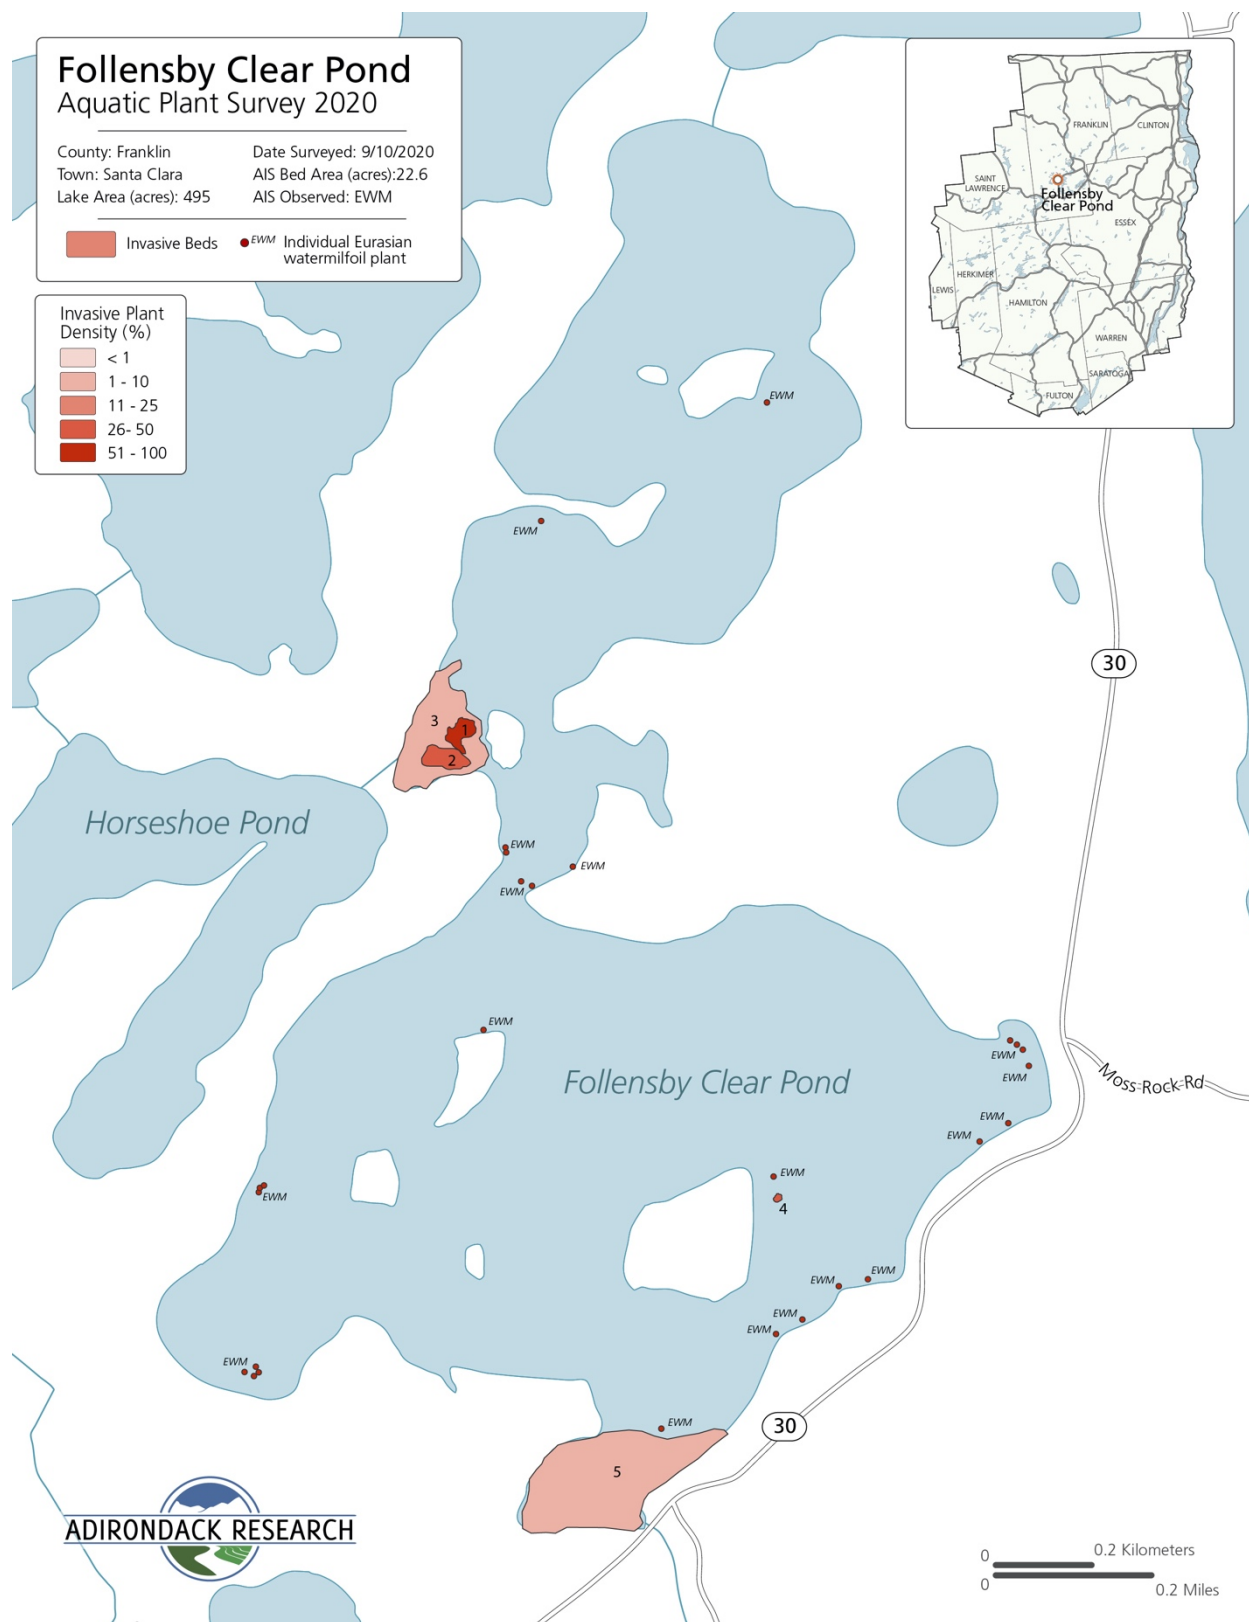 Follensby Clear Pond
Aquatic Plant Survey 2020
County: Franklin
Town: Santa Clara
Lake Area (acres): 495
Date Surveyed: 9/10/2020
AIS Bed Area (acres):22.6
AIS Observed: EWM
Invasive Beds
EWM
Individual Eurasian
watermilfoil plant
Invasive Plant
Density (%)
< 1
1 - 10
11 - 25
26- 50
51 - 100
FRANKLIN
CLINTON
SAINT
LAWRENCE
Follensby
Clear Pond
ESSEX
HERKIMER
LEWIS
HAMILTON
WARREN
SARATOGA
FULTON
EWM
EWM
30
3
1
2
Horseshoe Pond
EWM
EWM
EWM
EWM
Follensby Clear Pond
EWM
EWM
Moss Rock Rd
EWM
EWM
EWM
EWM
4
EWM
EWM
EWM
EWM
EWM
EWM
30
5
ADIRONDACK RESEARCH
0
0.2 Kilometers
0
0.2 Miles